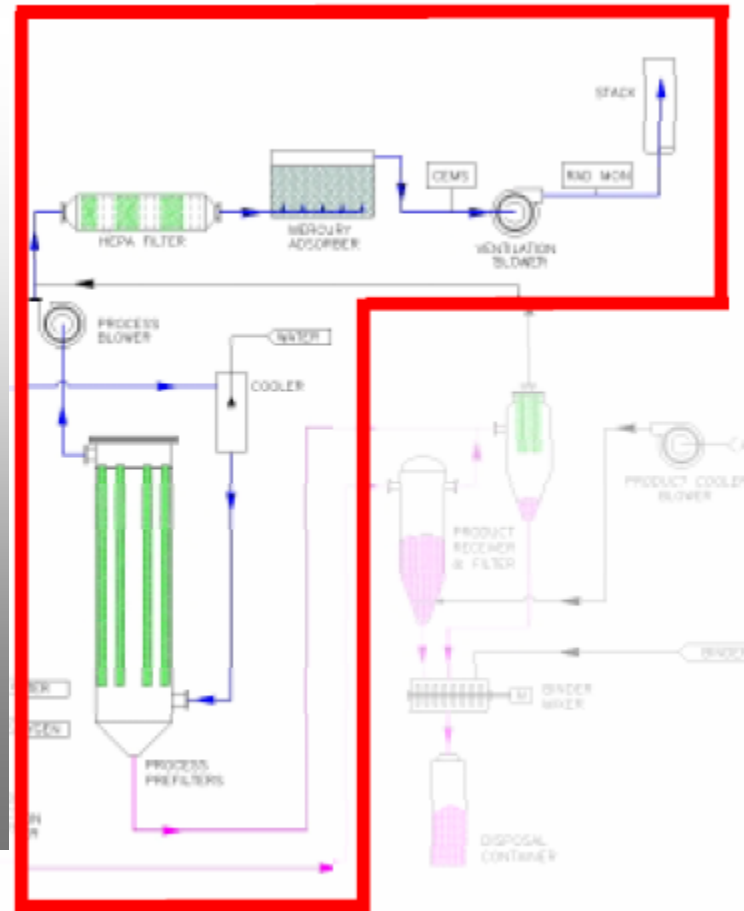 STACK
CEMS
RAD MON
HEPA FILTER
MERCURY
ADSORBER
VENTILATION
BLOWER
PROCESS
BLOWER
WATER
COOLER
PRODUCT COOLER
BLOWER
PRODUCT
RECEIVER
& FILTER
BINDER
BINDER
MIXER
M
PROCESS
PREFILTERS
DISPOSAL
CONTAINER